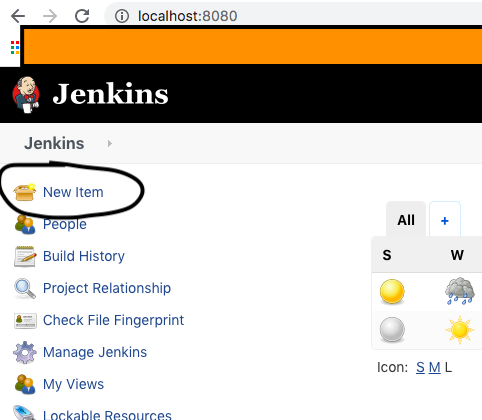 localhost:8080
Jenkins
Jenkins
New Item
People
Build History
Project Relationship
Check File Fingerprint
Manage Jenkins
My Views
Lockable Resources
All +
S W
Icon: S M L